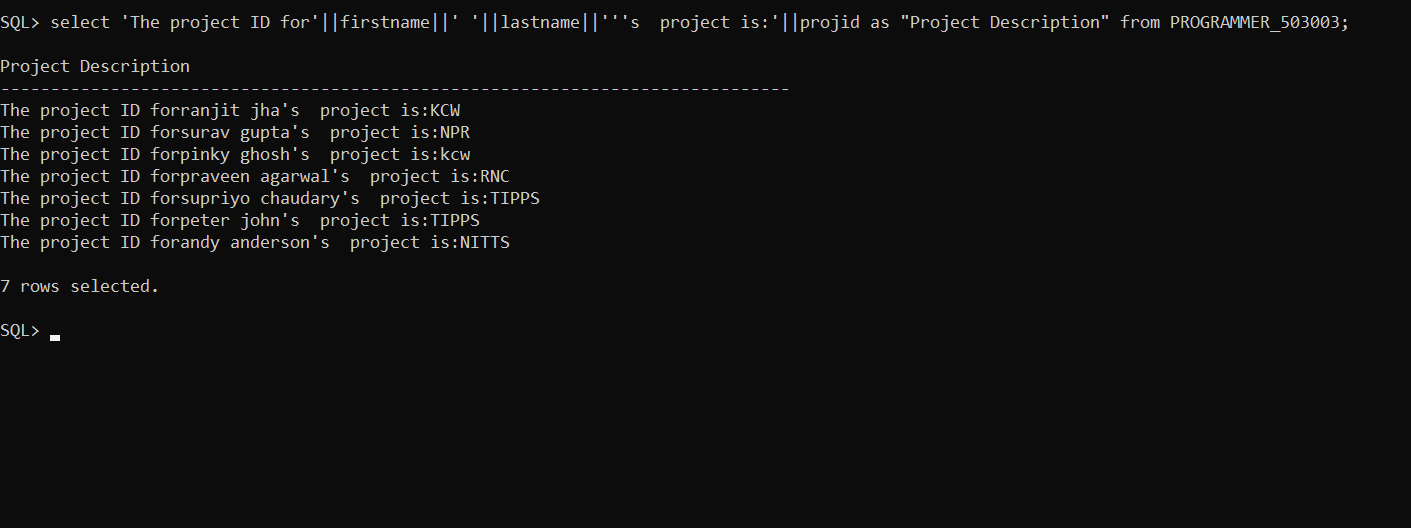 SQL> select 'The project ID for'||firstname||' '||lastname||'''s  project is:'||projid as "Project Description" from PROGRAMMER_503003;
Project Description
-------------------------------------------------------------------------------
The project ID forranjit jha's  project is:KCW
The project ID forsurav gupta's  project is:NPR
The project ID forpinky ghosh's  project is:kcw
The project ID forpraveen agarwal's  project is:RNC
The project ID forsupriyo chaudary's  project is:TIPPS
The project ID forpeter john's  project is:TIPPS
The project ID forandy anderson's  project is:NITTS
7 rows selected.
SQL>